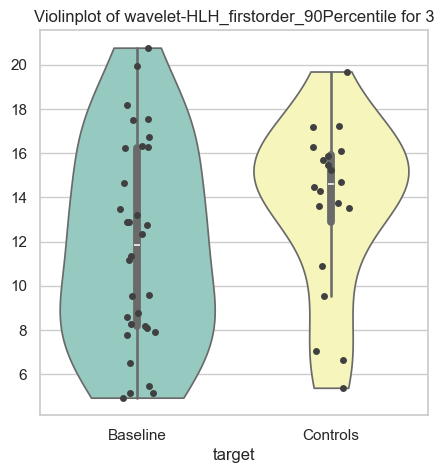 Violinplot of wavelet-HLH_firstorder_90Percentile for 3
20
18
16
14
12
10
8
6
Baseline Controls
target